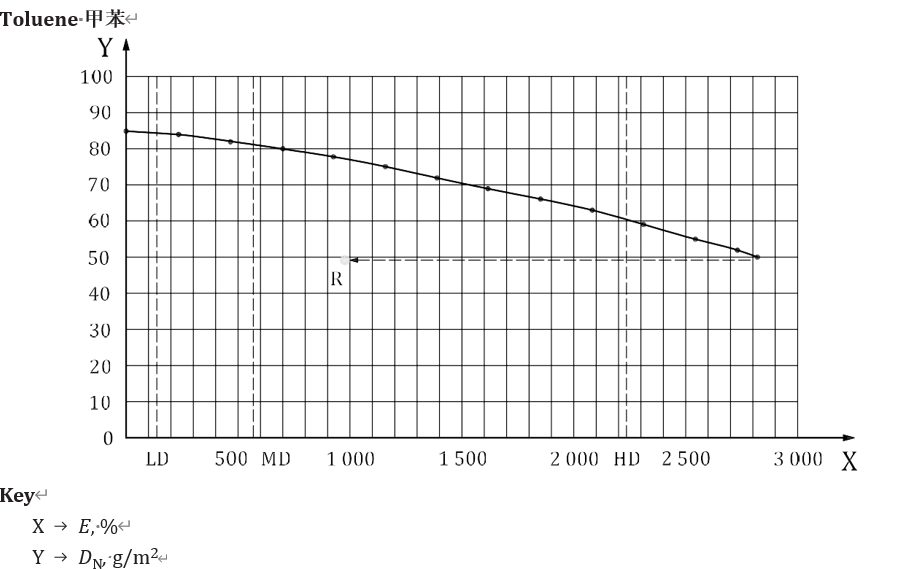 Toluene 甲苯
Y
100
90
80
70
60
50
40
30
20
10
0
R
LD 500 MD 1 000 1 500 2 000 HD 2 500 3 000 X
Key
X → E, %
Y → DN, g/m²